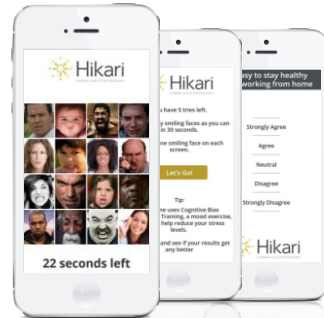 Hikari
22 seconds left
Hikari
have 5 tries left.
y smiling faces as you can
in 30 seconds.
ne smiling face on each
screen.
Let's Go!
Tip:
me uses Cognitive Bias
Training, a mood exercise,
help reduce your stress
levels.
and see if your results get
any better
asy to stay healthy
working from home
Strongly Agree
Agree
Neutral
Disagree
Strongly Disagree
Hikari